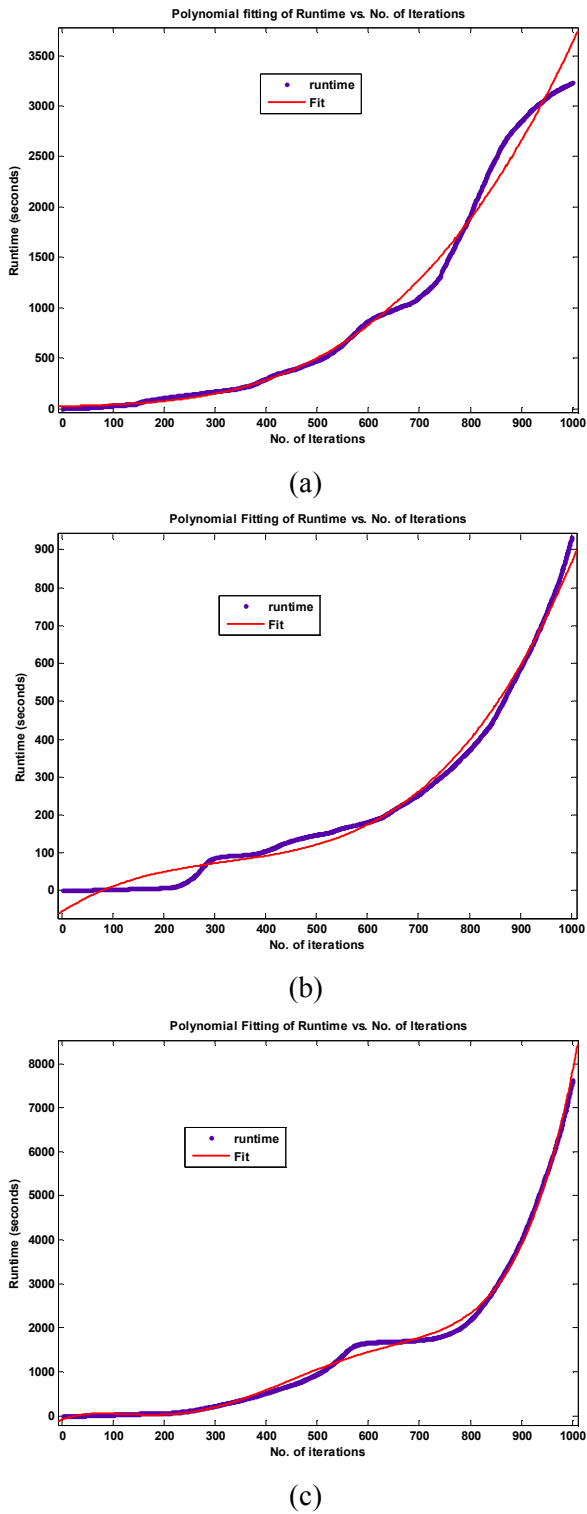 Polynomial fitting of Runtime vs. No. of Iterations
3500
3000
2500
2000
1500
1000
500
0
Runtime (seconds)
runtime
Fit
0 100 200 300 400 500 600 700 800 900 1000
No. of Iterations
(a)
Polynomial Fitting of Runtime vs. No. of Iterations
900
800
700
600
500
400
300
200
100
0
Runtime (seconds)
runtime
Fit
0 100 200 300 400 500 600 700 800 900 1000
No. of iterations
(b)
Polynomial Fitting of Runtime vs. No. of Iterations
8000
7000
6000
5000
4000
3000
2000
1000
0
Runtime (seconds)
runtime
Fit
0 100 200 300 400 500 600 700 800 900 1000
No. of iterations
(c)